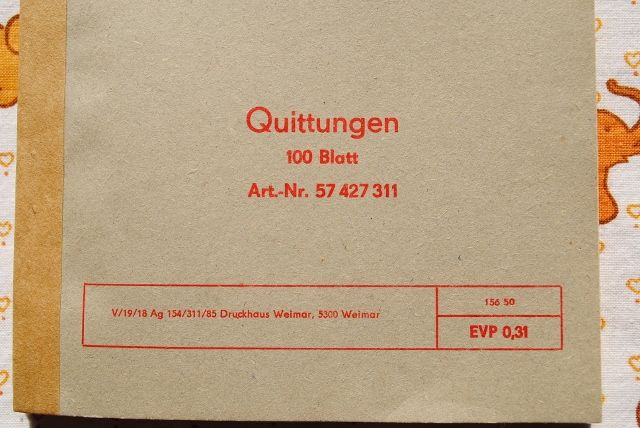 Quittungen
100 Blatt
Art.-Nr. 57 427 311
V/19/18 Ag 154/311/85 Druckhaus Weimar, 5300 Weimar
156 50
EVP 0,31